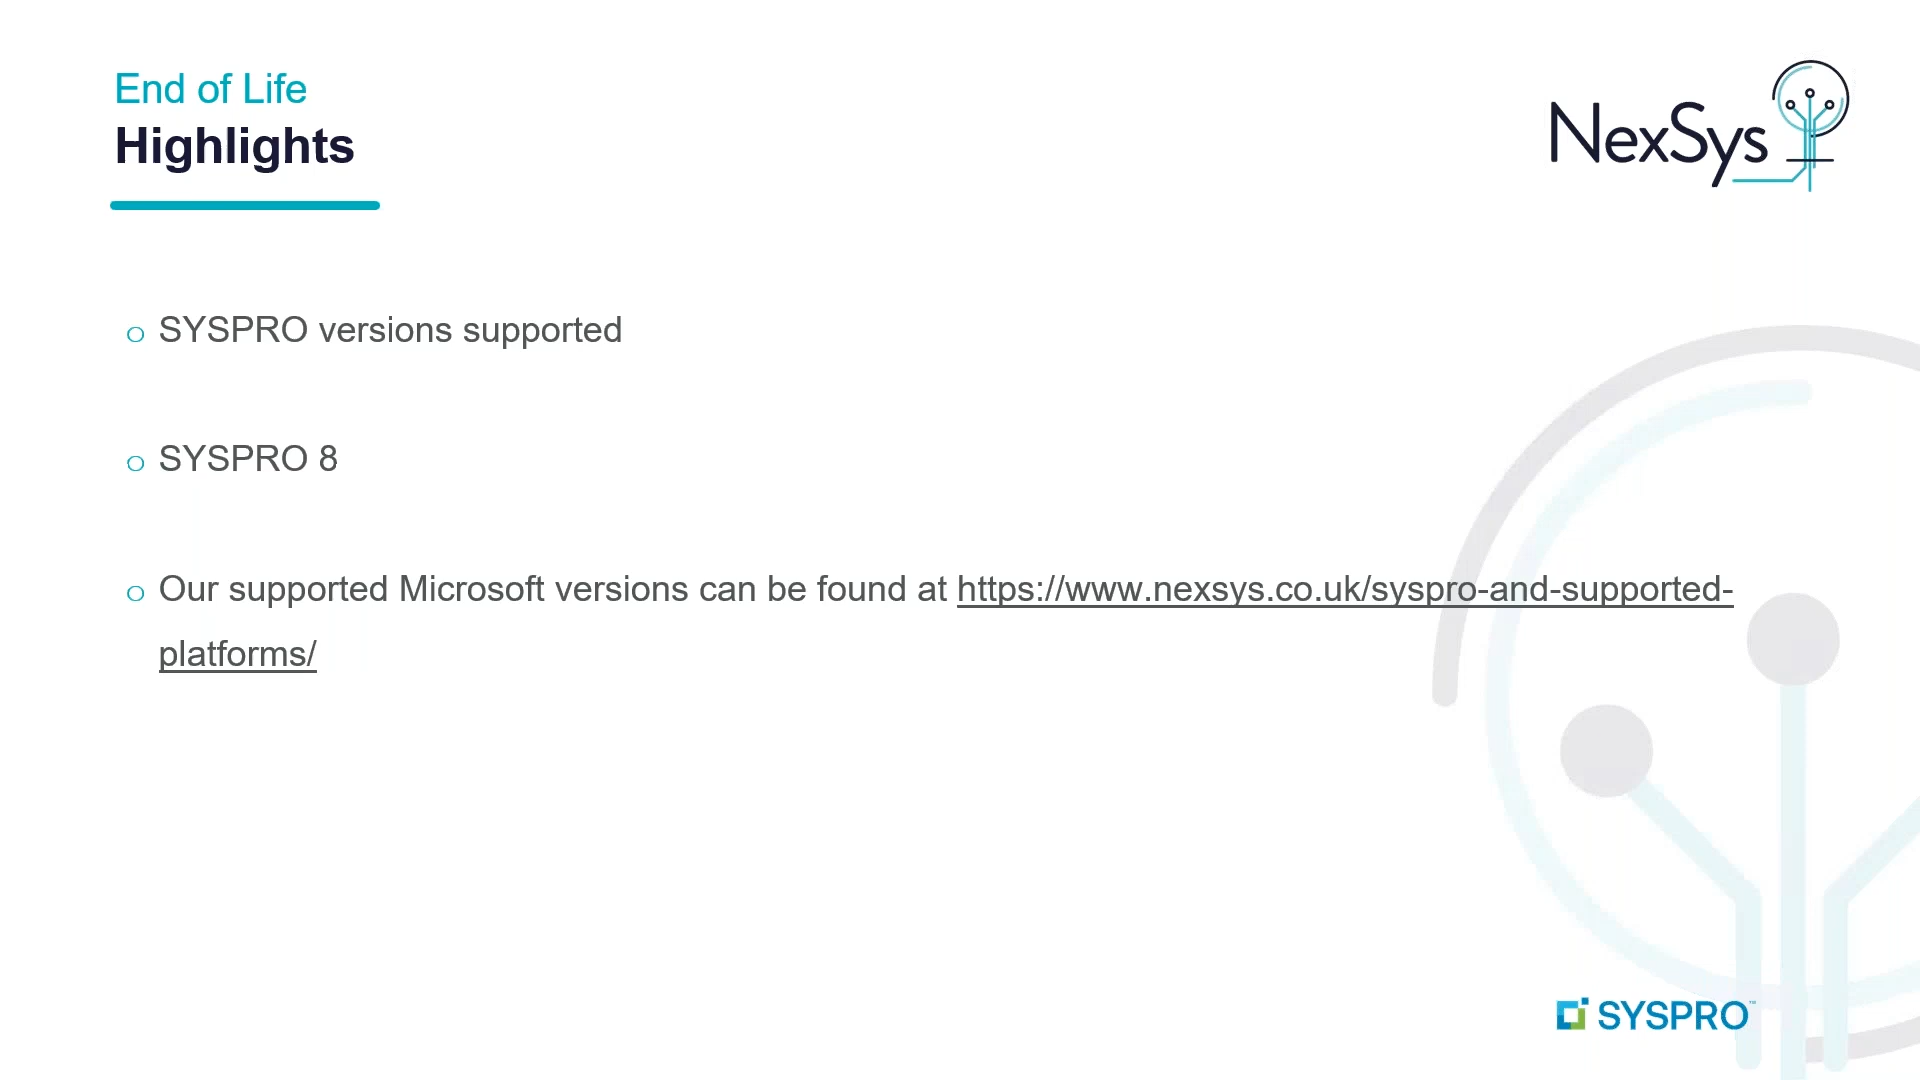 End of Life
Highlights
NexSys
o SYSPRO versions supported
o SYSPRO 8
o Our supported Microsoft versions can be found at https://www.nexsys.co.uk/syspro-and-supported-
platforms/
SYSPRO™